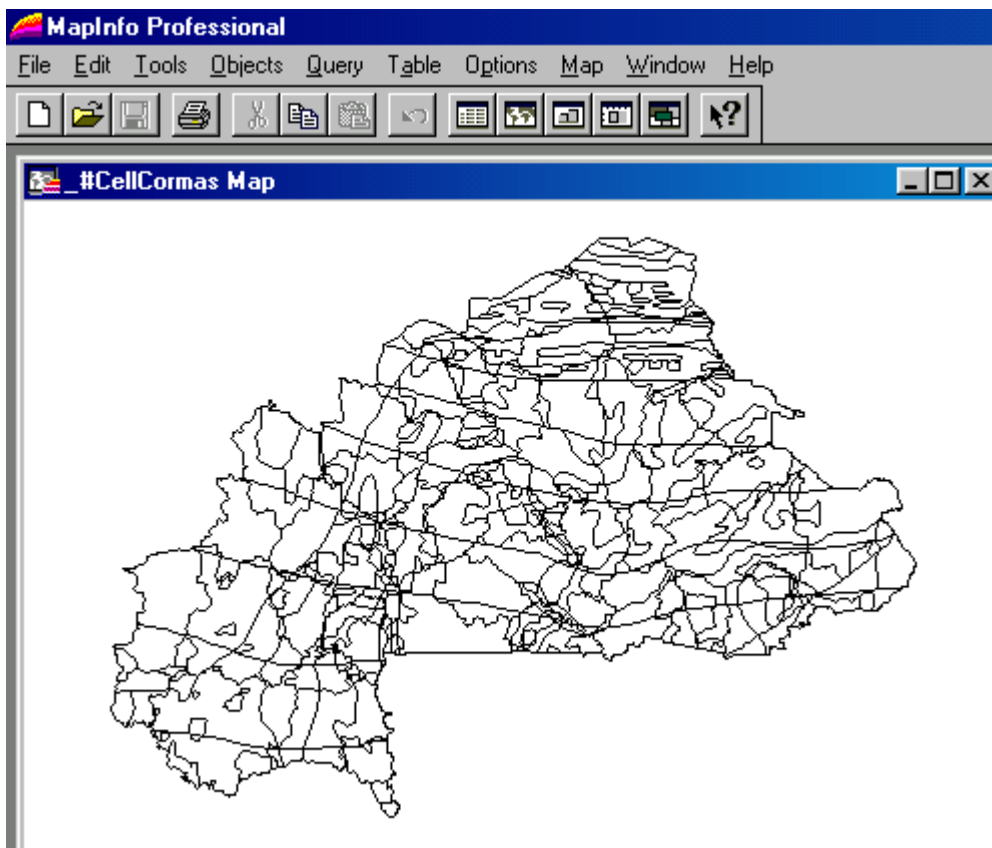 MapInfo Professional
File Edit Tools Objects Query Table Options Map Window Help
_#CellCormas Map